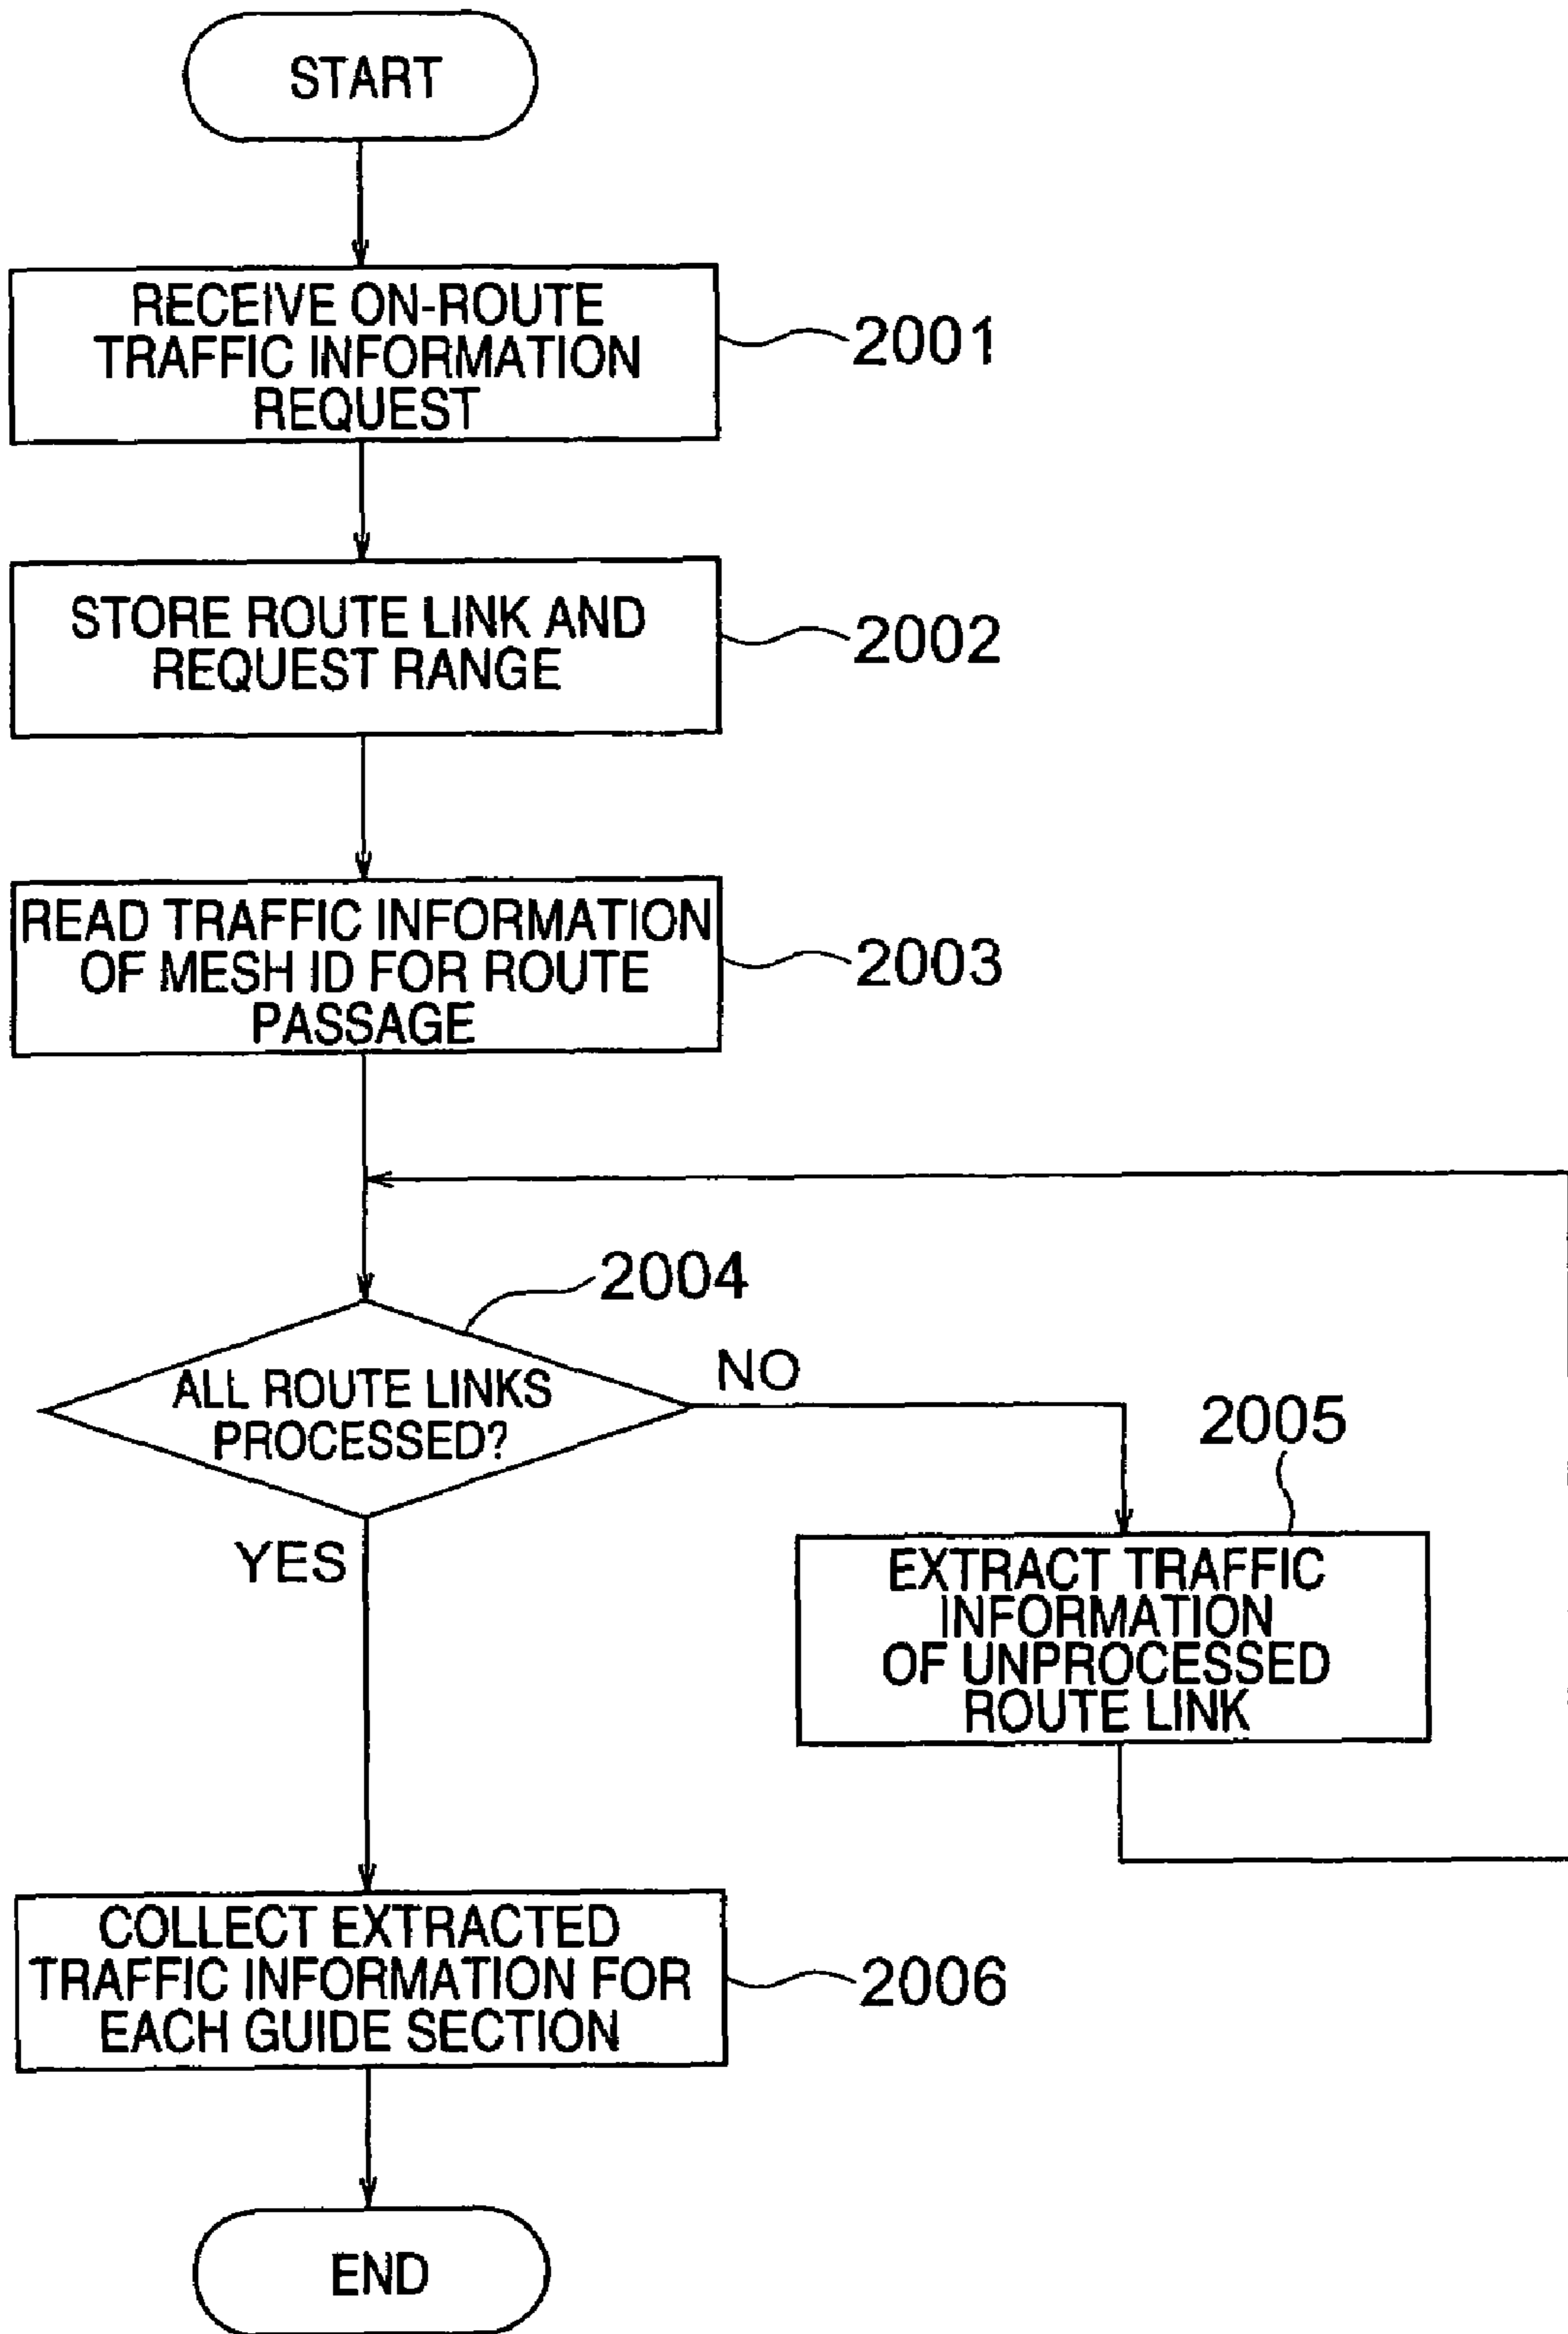 START
RECEIVE ON-ROUTE
TRAFFIC INFORMATION
REQUEST
2001
STORE ROUTE LINK AND
REQUEST RANGE
2002
READ TRAFFIC INFORMATION
OF MESH ID FOR ROUTE
PASSAGE
2003
2004
ALL ROUTE LINKS
PROCESSED?
NO
YES
2005
EXTRACT TRAFFIC
INFORMATION
OF UNPROCESSED
ROUTE LINK
COLLECT EXTRACTED
TRAFFIC INFORMATION FOR
EACH GUIDE SECTION
2006
END